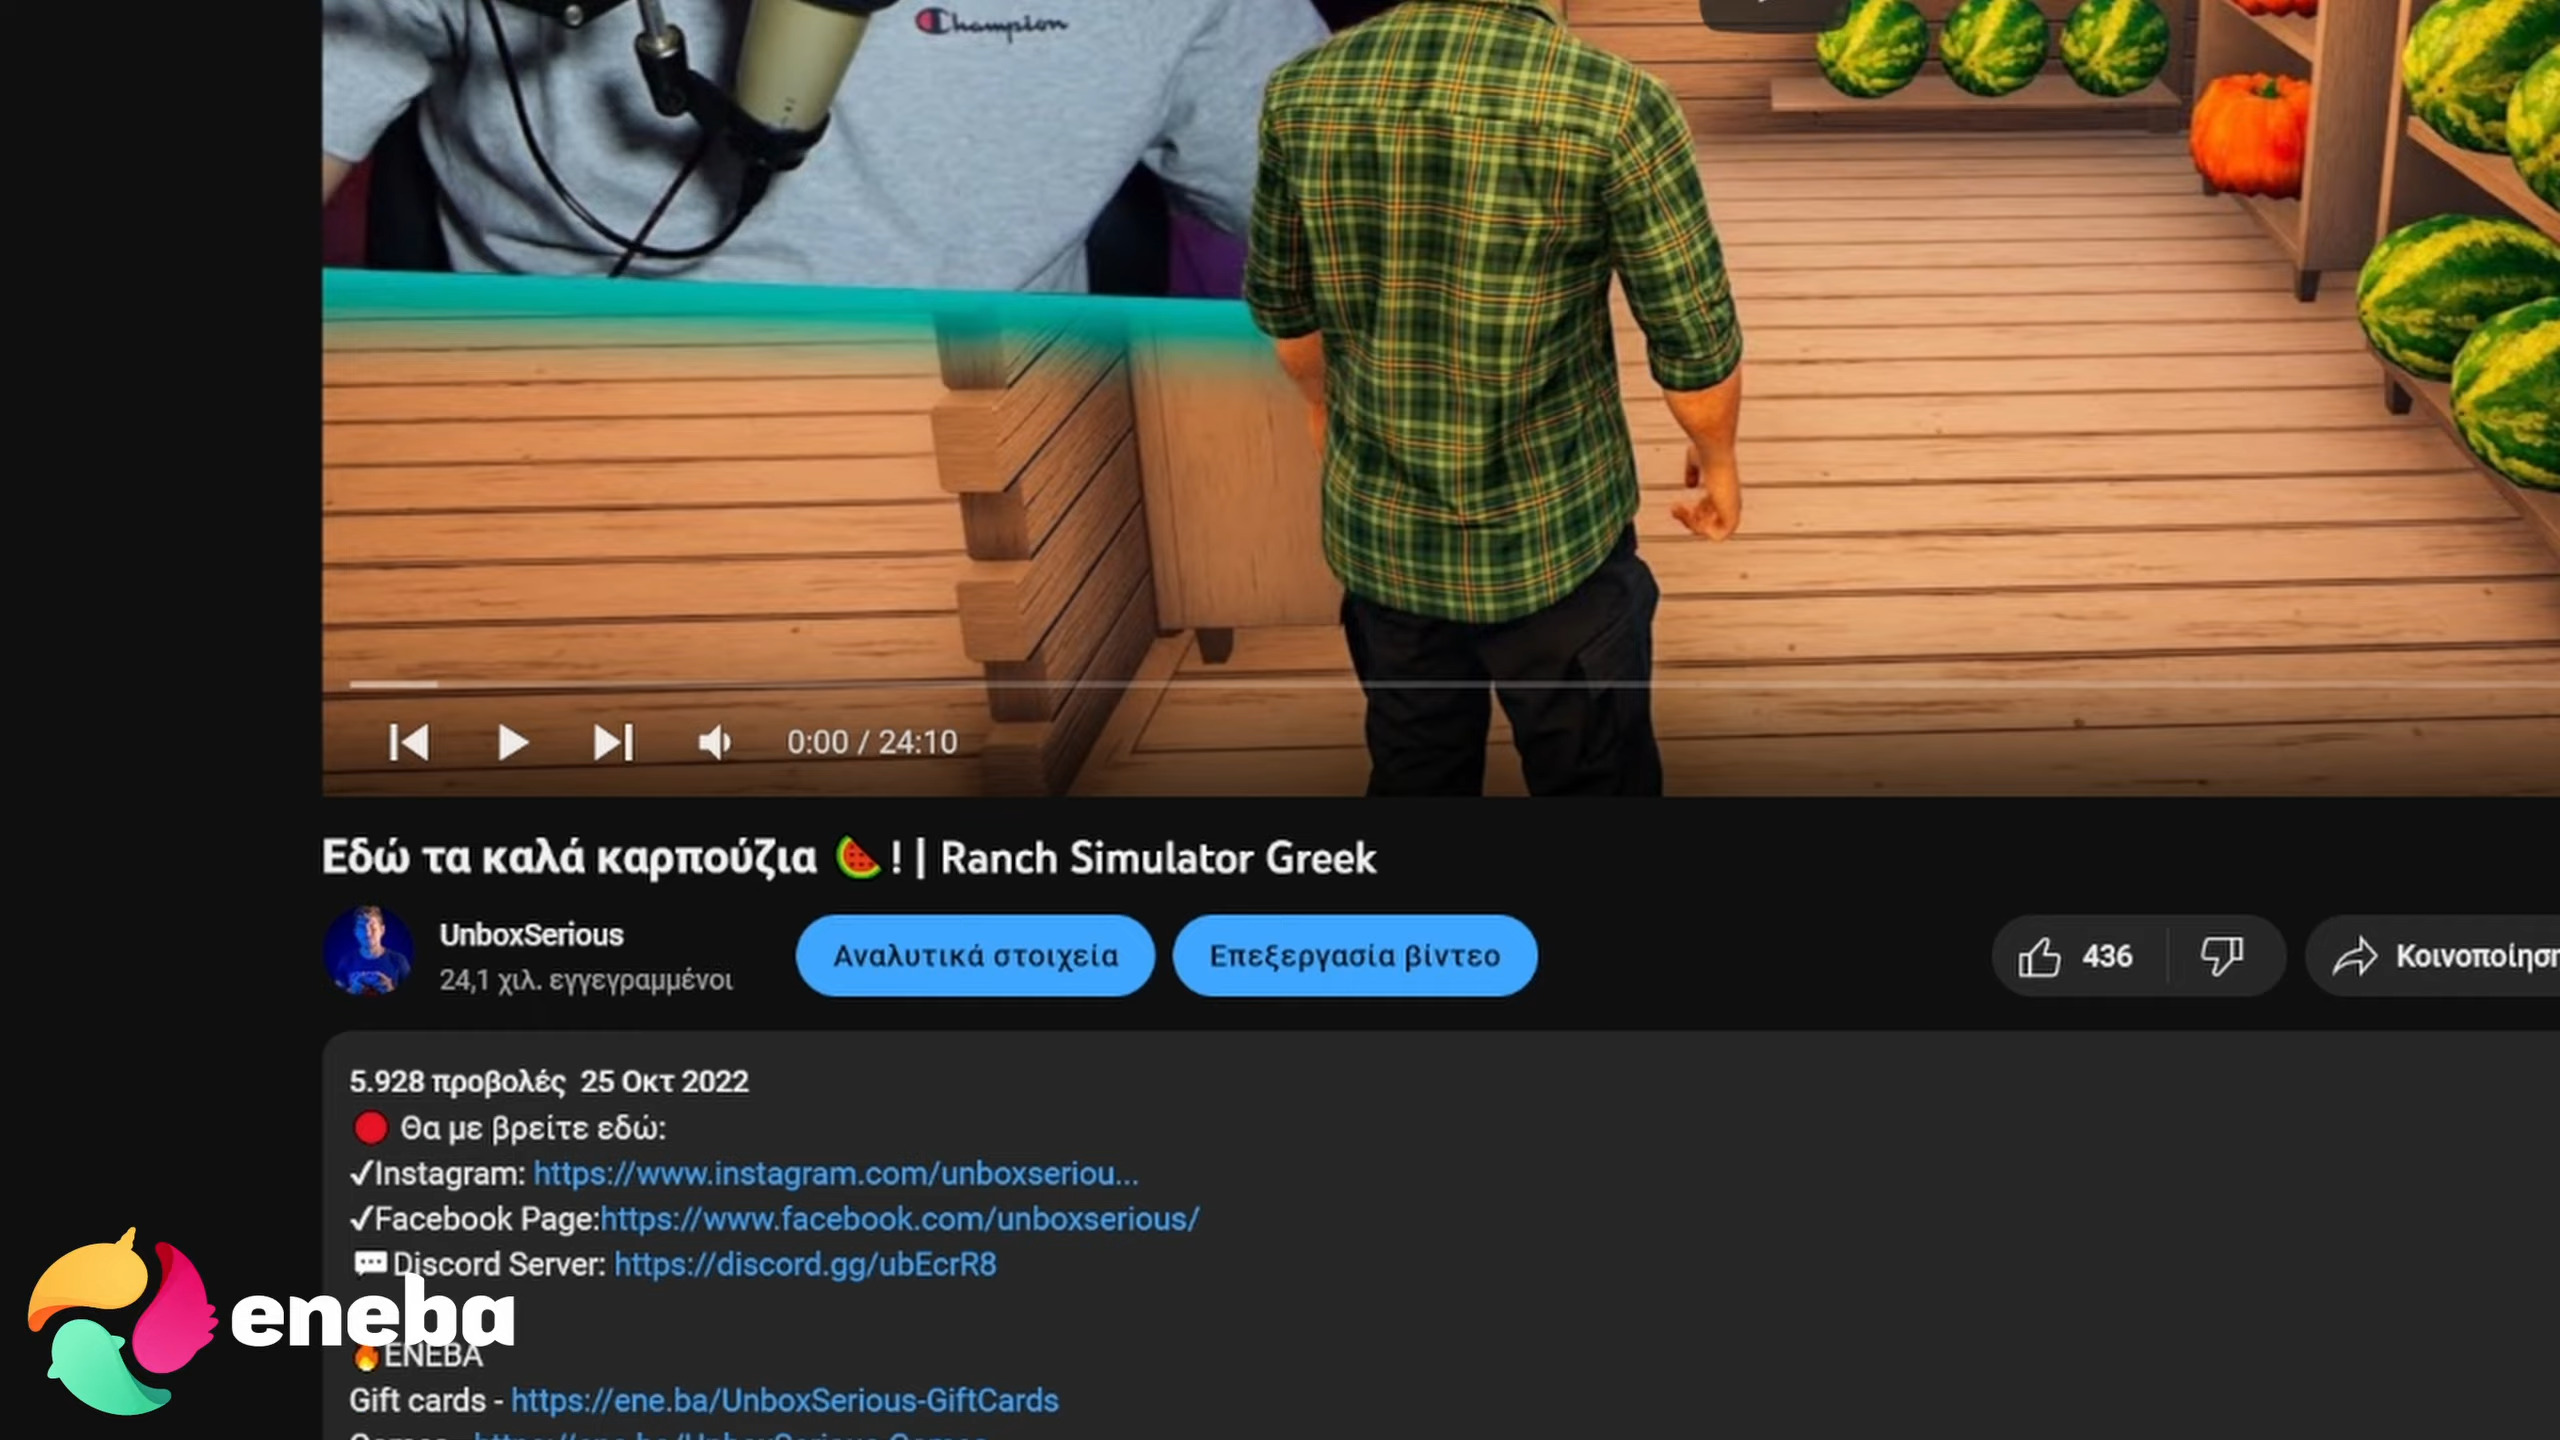 Champion
0:00 / 24:10
Εδώ τα καλά καρπούζια 🍉 ! | Ranch Simulator Greek
UnboxSerious
24,1 χιλ. εγγεγραμμένοι
Αναλυτικά στοιχεία
Επεξεργασία βίντεο
436
Κοινοποίηση
5.928 προβολές 25 Οκτ 2022
🔴 Θα με βρείτε εδώ:
✓Instagram: https://www.instagram.com/unboxseriou...
✓Facebook Page:https://www.facebook.com/unboxserious/
💬Discord Server: https://discord.gg/ubEcrR8
eneba
🔥ENEBA
Gift cards - https://ene.ba/UnboxSerious-GiftCards